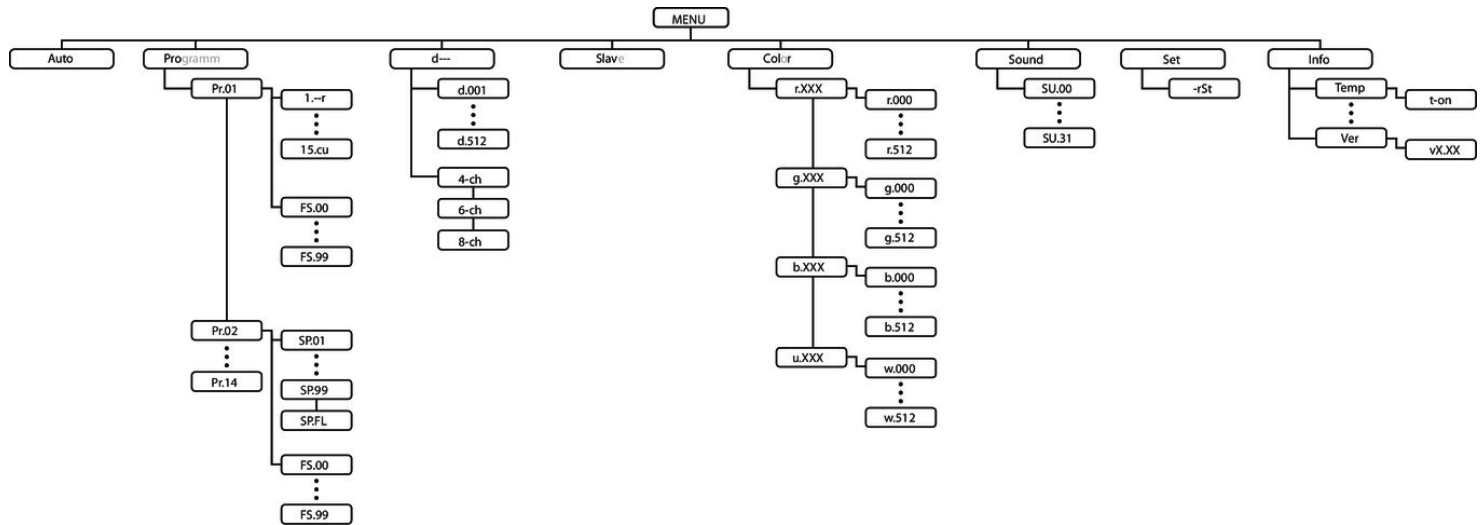 MENU
Auto
Programm
d---
Slave
Color
Sound
Set
Info
Pr.01
1.--r
15.cu
FS.00
FS.99
Pr.02
Pr.14
SP.01
SP.99
SP.FL
FS.00
FS.99
d.001
d.512
4-ch
6-ch
8-ch
r.XXX
r.000
r.512
g.XXX
g.000
g.512
b.XXX
b.000
b.512
u.XXX
w.000
w.512
SU.00
SU.31
-rSt
Temp
t-on
Ver
vX.XX